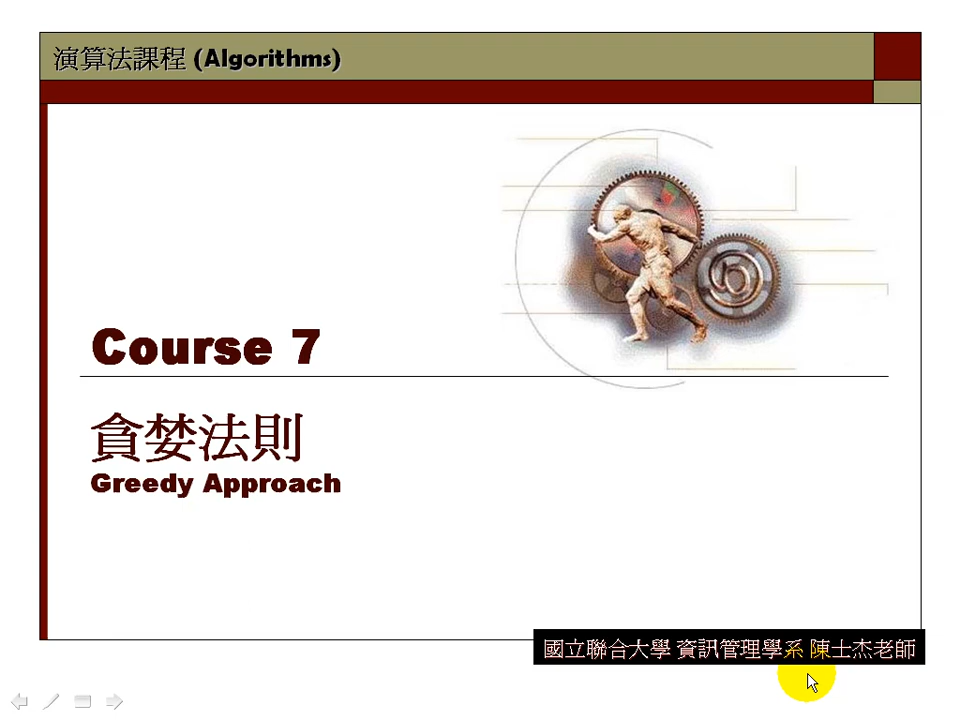 演算法課程 (Algorithms)
Course 7
貪婪法則
Greedy Approach
國立聯合大學 資訊管理學系 陳士杰老師